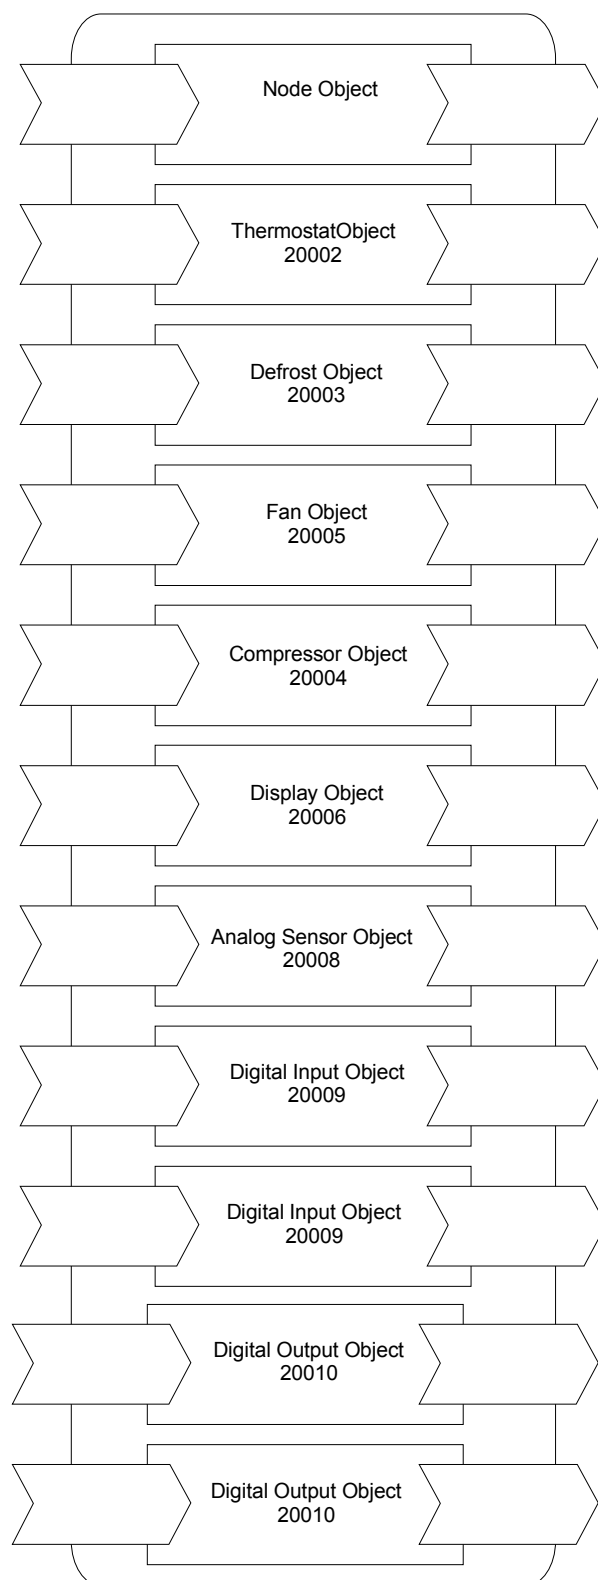 Node Object
ThermostatObject
20002
Defrost Object
20003
Fan Object
20005
Compressor Object
20004
Display Object
20006
Analog Sensor Object
20008
Digital Input Object
20009
Digital Input Object
20009
Digital Output Object
20010
Digital Output Object
20010